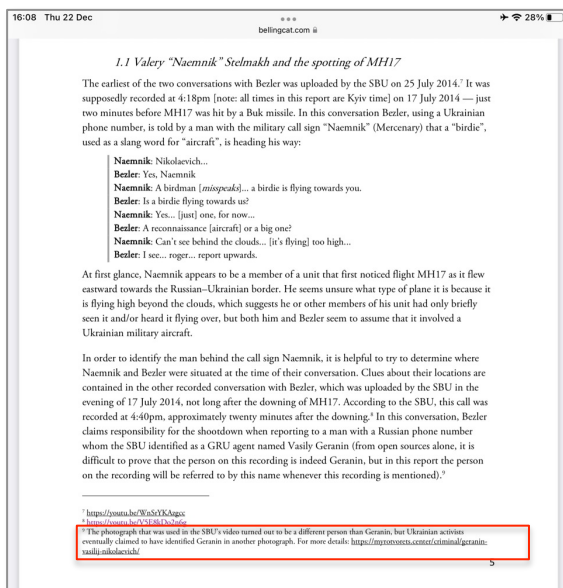 16:08 Thu 22 Dec
28%
bellingcat.com
1.1 Valery “Naemnik” Stelmakh and the spotting of MH17
The earliest of the two conversations with Bezler was uploaded by the SBU on 25 July 2014.⁷ It was
supposedly recorded at 4:18pm [note: all times in this report are Kyiv time] on 17 July 2014 — just
two minutes before MH17 was hit by a Buk missile. In this conversation Bezler, using a Ukrainian
phone number, is told by a man with the military call sign “Naemnik” (Mercenary) that a “birdie”,
used as a slang word for “aircraft”, is heading his way:
Naemnik: Nikolaevich...
Bezler: Yes, Naemnik
Naemnik: A birdman [misspeaks]... a birdie is flying towards you.
Bezler: Is a birdie flying towards us?
Naemnik: Yes... [just] one, for now...
Bezler: A reconnaissance [aircraft] or a big one?
Naemnik: Can't see behind the clouds... [it's flying] too high...
Bezler: I see... roger... report upwards.
At first glance, Naemnik appears to be a member of a unit that first noticed flight MH17 as it flew
eastward towards the Russian–Ukrainian border. He seems unsure what type of plane it is because it
is flying high beyond the clouds, which suggests he or other members of his unit had only briefly
seen it and/or heard it flying over, but both him and Bezler seem to assume that it involved a
Ukrainian military aircraft.
In order to identify the man behind the call sign Naemnik, it is helpful to try to determine where
Naemnik and Bezler were situated at the time of their conversation. Clues about their locations are
contained in the other recorded conversation with Bezler, which was uploaded by the SBU in the
evening of 17 July 2014, not long after the downing of MH17. According to the SBU, this call was
recorded at 4:40pm, approximately twenty minutes after the downing.⁸ In this conversation, Bezler
claims responsibility for the shootdown when reporting to a man with a Russian phone number
whom the SBU identified as a GRU agent named Vasily Geranin (from open sources alone, it is
difficult to prove that the person on this recording is indeed Geranin, but in this report the person
on the recording will be referred to by this name whenever this recording is mentioned).⁹
⁷ https://youtu.be/WnSrYKAzgcc
⁸ https://youtu.be/V5E8kDo2n6g
⁹ The photograph that was used in the SBU's video turned out to be a different person than Geranin, but Ukrainian activists
eventually claimed to have identified Geranin in another photograph. For more details: https://myrotvorets.center/criminal/geranin-
vasilij-nikolaevich/
5